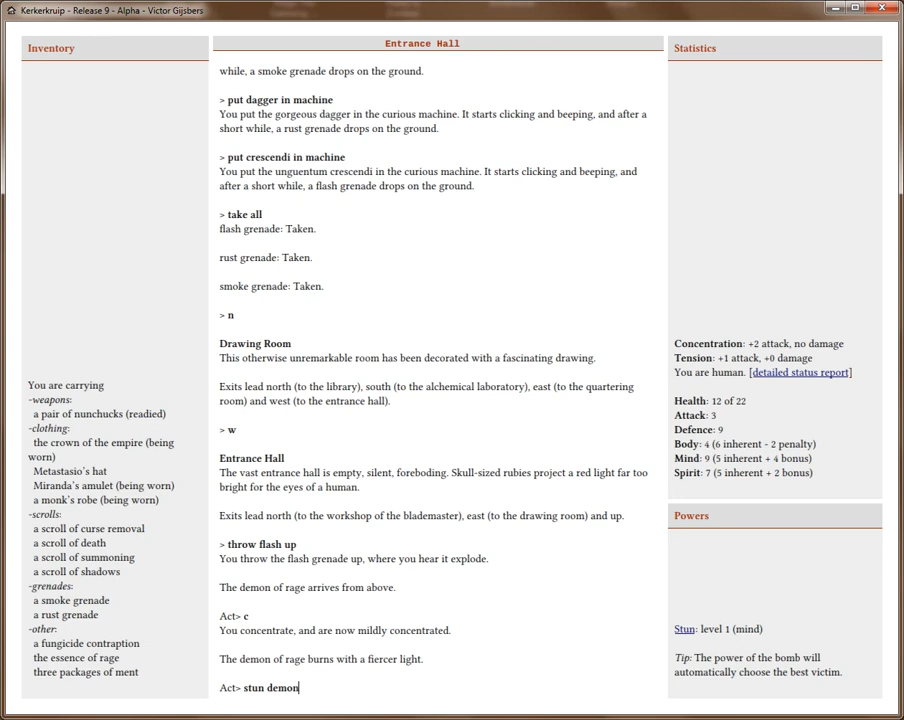 Kerkerkruip - Release 9 - Alpha - Victor Gijsbers
Inventory
You are carrying
-weapons:
a pair of nunchucks (readied)
-clothing:
the crown of the empire (being
worn)
Metastasio's hat
Miranda's amulet (being worn)
a monk's robe (being worn)
-scrolls:
a scroll of curse removal
a scroll of death
a scroll of summoning
a scroll of shadows
-grenades:
a smoke grenade
a rust grenade
-other:
a fungicide contraption
the essence of rage
three packages of ment
Entrance Hall
while, a smoke grenade drops on the ground.
> put dagger in machine
You put the gorgeous dagger in the curious machine. It starts clicking and beeping, and after a
short while, a rust grenade drops on the ground.
> put crescendi in machine
You put the unguentum crescendi in the curious machine. It starts clicking and beeping, and
after a short while, a flash grenade drops on the ground.
> take all
flash grenade: Taken.
rust grenade: Taken.
smoke grenade: Taken.
> n
Drawing Room
This otherwise unremarkable room has been decorated with a fascinating drawing.
Exits lead north (to the library), south (to the alchemical laboratory), east (to the quartering
room) and west (to the entrance hall).
> w
Entrance Hall
The vast entrance hall is empty, silent, foreboding. Skull-sized rubies project a red light far too
bright for the eyes of a human.
Exits lead north (to the workshop of the blademaster), east (to the drawing room) and up.
> throw flash up
You throw the flash grenade up, where you hear it explode.
The demon of rage arrives from above.
Act> c
You concentrate, and are now mildly concentrated.
The demon of rage burns with a fiercer light.
Act> stun demon
Statistics
Concentration: +2 attack, no damage
Tension: +1 attack, +0 damage
You are human. [detailed status report]
Health: 12 of 22
Attack: 3
Defence: 9
Body: 4 (6 inherent - 2 penalty)
Mind: 9 (5 inherent + 4 bonus)
Spirit: 7 (5 inherent + 2 bonus)
Powers
Stun: level 1 (mind)
Tip: The power of the bomb will
automatically choose the best victim.